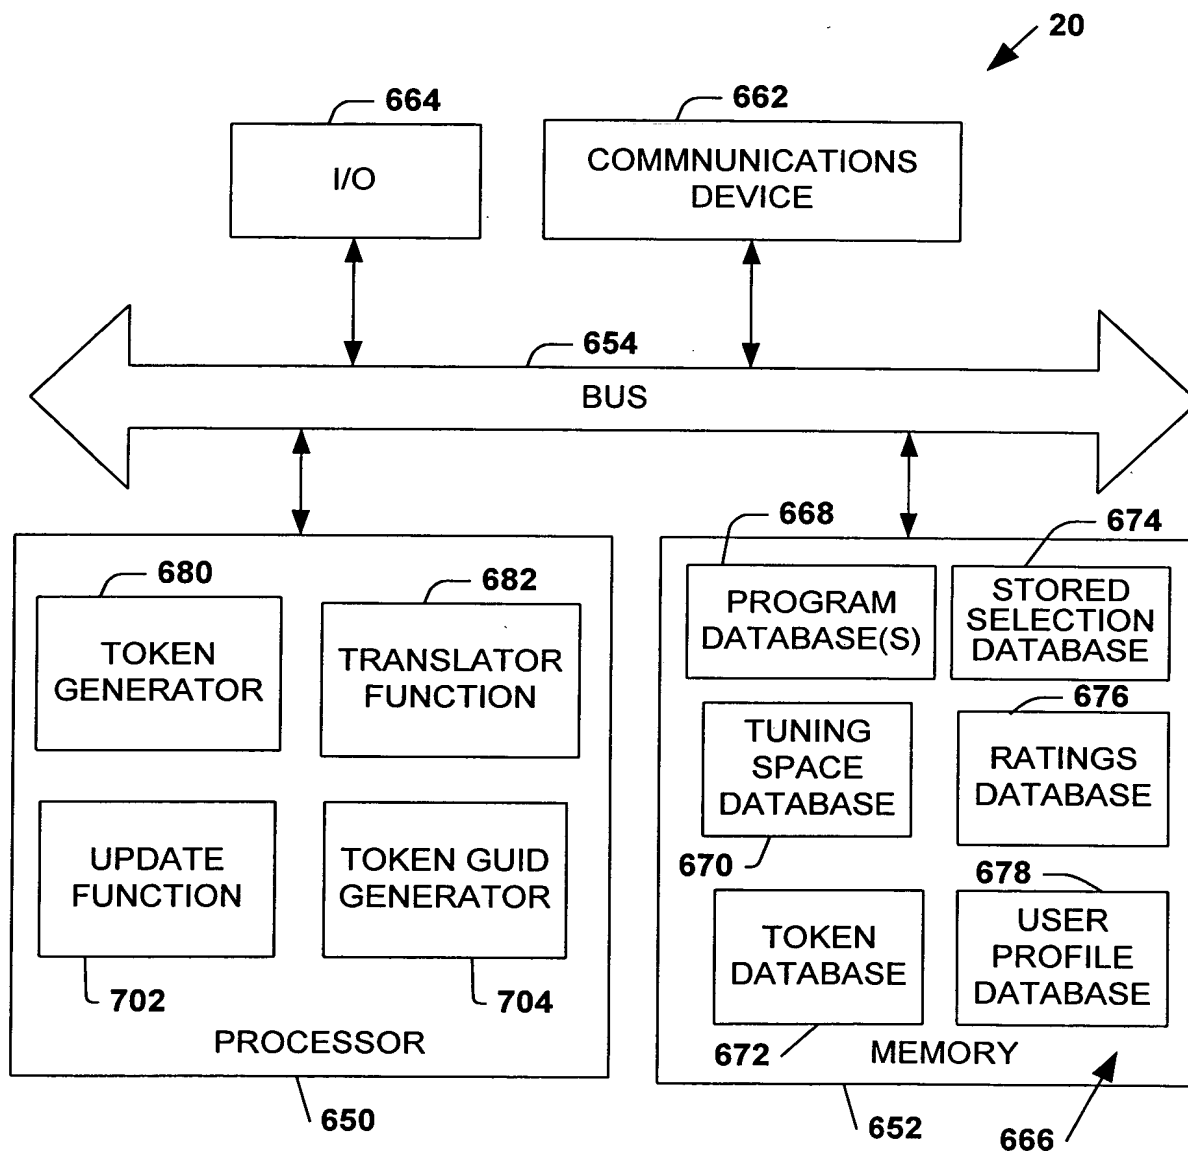 20
664
662
I/O
COMMNUNICATIONS
DEVICE
654
BUS
668
674
680
682
PROGRAM
DATABASE(S)
STORED
SELECTION
DATABASE
TOKEN
GENERATOR
TRANSLATOR
FUNCTION
676
TUNING
SPACE
DATABASE
RATINGS
DATABASE
670
678
UPDATE
FUNCTION
TOKEN GUID
GENERATOR
TOKEN
DATABASE
USER
PROFILE
DATABASE
702
704
PROCESSOR
672
MEMORY
650
652
666